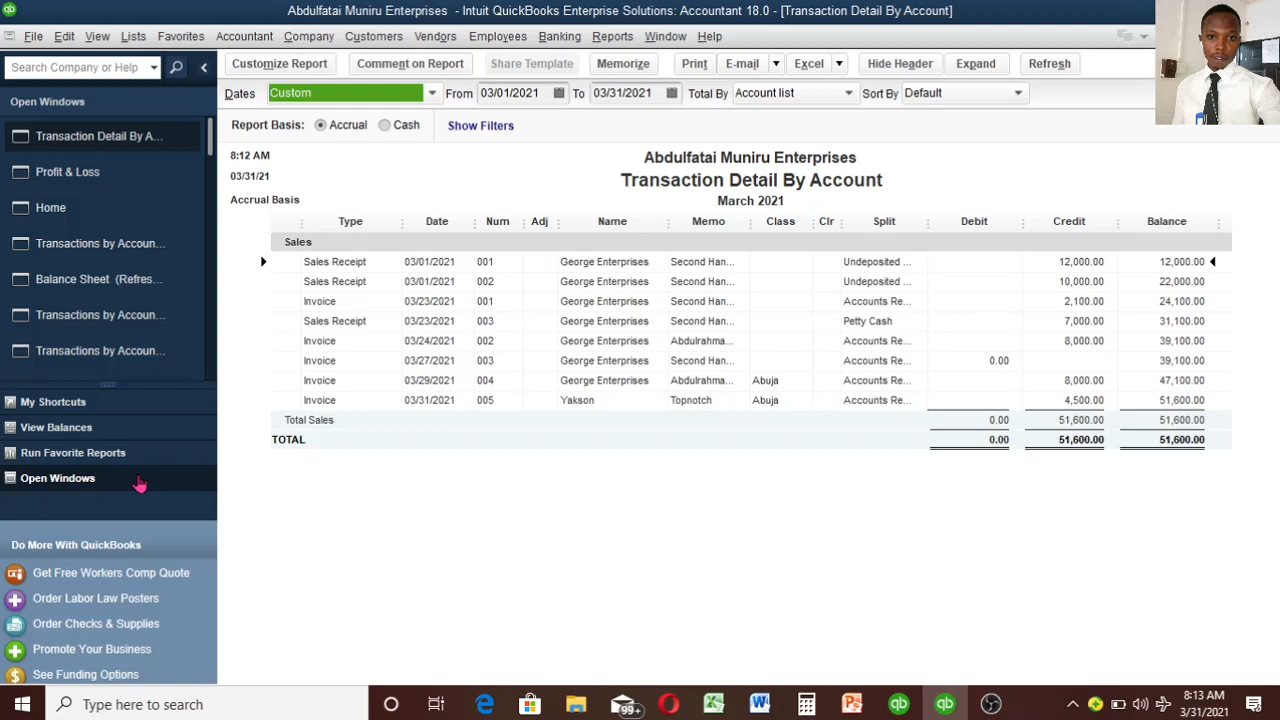 Abdulfatai Muniru Enterprises - Intuit QuickBooks Enterprise Solutions: Accountant 18.0 - [Transaction Detail By Account]
File Edit View Lists Favorites Accountant Company Customers Vendors Employees Banking Reports Window Help
Search Company or Help
Customize Report Comment on Report Share Template Memorize Print E-mail Excel Hide Header Expand Refresh
Dates Custom From 03/01/2021 To 03/31/2021 Total By Account list Sort By Default
Report Basis: Accrual Cash Show Filters
Open Windows
Transaction Detail By A...
Profit & Loss
Home
Transactions by Accoun...
Balance Sheet (Refres...
Transactions by Accoun...
Transactions by Accoun...
My Shortcuts
View Balances
Run Favorite Reports
Open Windows
Do More With QuickBooks
Get Free Workers Comp Quote
Order Labor Law Posters
Order Checks & Supplies
Promote Your Business
See Funding Options
8:12 AM
03/31/21
Accrual Basis
Abdulfatai Muniru Enterprises
Transaction Detail By Account
March 2021
Type Date Num Adj Name Memo Class Clr Split Debit Credit Balance
Sales
Sales Receipt 03/01/2021 001 George Enterprises Second Han... Undeposited ... 12,000.00 12,000.00
Sales Receipt 03/01/2021 002 George Enterprises Second Han... Undeposited ... 10,000.00 22,000.00
Invoice 03/23/2021 001 George Enterprises Second Han... Accounts Re... 2,100.00 24,100.00
Sales Receipt 03/23/2021 003 George Enterprises Second Han... Petty Cash 7,000.00 31,100.00
Invoice 03/24/2021 002 George Enterprises Abdulrahma... Accounts Re... 8,000.00 39,100.00
Invoice 03/27/2021 003 George Enterprises Second Han... Accounts Re... 0.00 39,100.00
Invoice 03/29/2021 004 George Enterprises Abdulrahma... Abuja Accounts Re... 8,000.00 47,100.00
Invoice 03/31/2021 005 Yakson Topnotch Abuja Accounts Re... 4,500.00 51,600.00
Total Sales 0.00 51,600.00 51,600.00
TOTAL 0.00 51,600.00 51,600.00
Type here to search
99+
8:13 AM
3/31/2021